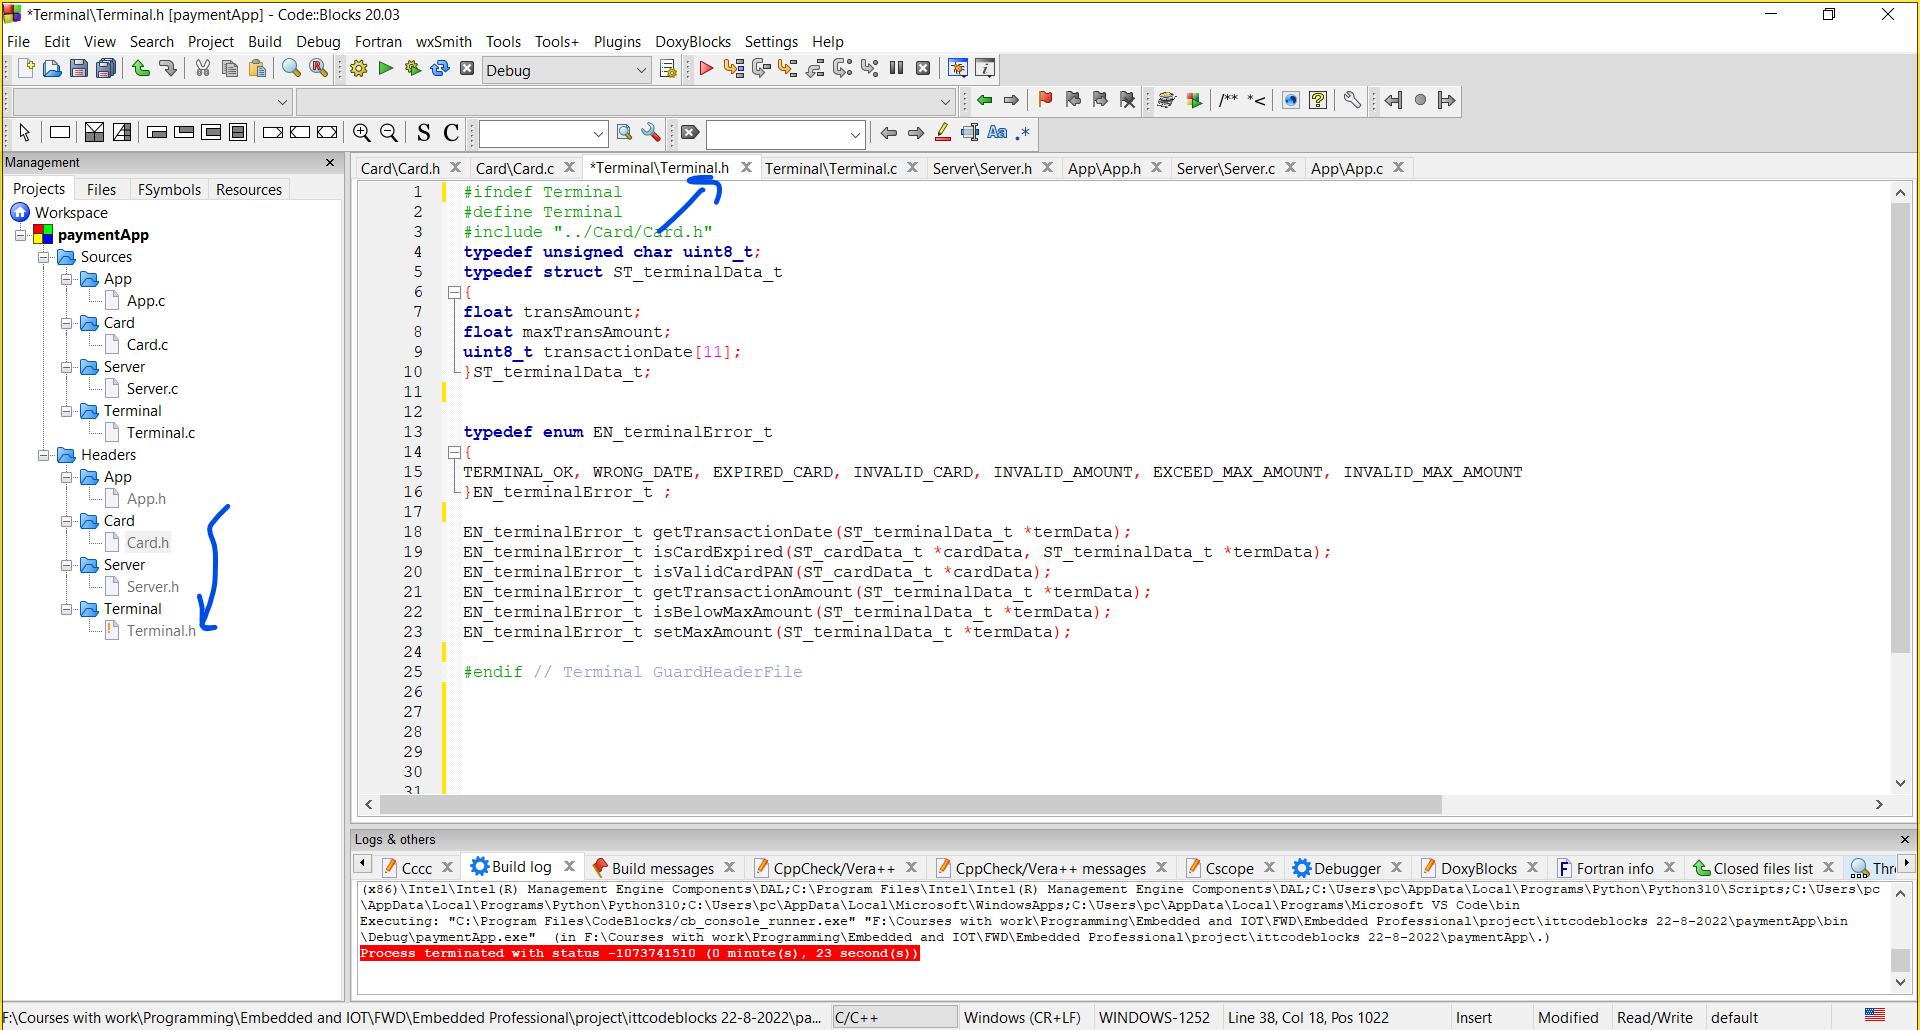 *Terminal\Terminal.h [paymentApp] - Code::Blocks 20.03
File Edit View Search Project Build Debug Fortran wxSmith Tools Tools+ Plugins DoxyBlocks Settings Help
Debug
/** *<
S C
Aa .*
Management
Projects Files FSymbols Resources
Workspace
paymentApp
Sources
App
App.c
Card
Card.c
Server
Server.c
Terminal
Terminal.c
Headers
App
App.h
Card
Card.h
Server
Server.h
Terminal
Terminal.h
Card\Card.h Card\Card.c *Terminal\Terminal.h Terminal\Terminal.c Server\Server.h App\App.h Server\Server.c App\App.c
1 #ifndef Terminal
2 #define Terminal
3 #include "../Card/Card.h"
4 typedef unsigned char uint8_t;
5 typedef struct ST_terminalData_t
6 {
7 float transAmount;
8 float maxTransAmount;
9 uint8_t transactionDate[11];
10 }ST_terminalData_t;
11
12
13 typedef enum EN_terminalError_t
14 {
15 TERMINAL_OK, WRONG_DATE, EXPIRED_CARD, INVALID_CARD, INVALID_AMOUNT, EXCEED_MAX_AMOUNT, INVALID_MAX_AMOUNT
16 }EN_terminalError_t ;
17
18 EN_terminalError_t getTransactionDate(ST_terminalData_t *termData);
19 EN_terminalError_t isCardExpired(ST_cardData_t *cardData, ST_terminalData_t *termData);
20 EN_terminalError_t isValidCardPAN(ST_cardData_t *cardData);
21 EN_terminalError_t getTransactionAmount(ST_terminalData_t *termData);
22 EN_terminalError_t isBelowMaxAmount(ST_terminalData_t *termData);
23 EN_terminalError_t setMaxAmount(ST_terminalData_t *termData);
24
25 #endif // Terminal GuardHeaderFile
26
27
28
29
30
31
Logs & others
Cccc Build log Build messages CppCheck/Vera++ CppCheck/Vera++ messages Cscope Debugger DoxyBlocks Fortran info Closed files list Thr
(x86)\Intel\Intel(R) Management Engine Components\DAL;C:\Program Files\Intel\Intel(R) Management Engine Components\DAL;C:\Users\pc\AppData\Local\Programs\Python\Python310\Scripts;C:\Users\pc
\AppData\Local\Programs\Python\Python310;C:\Users\pc\AppData\Local\Microsoft\WindowsApps;C:\Users\pc\AppData\Local\Programs\Microsoft VS Code\bin
Executing: "C:\Program Files\CodeBlocks/cb_console_runner.exe" "F:\Courses with work\Programming\Embedded and IOT\FWD\Embedded Professional\project\ittcodeblocks 22-8-2022\paymentApp\bin
\Debug\paymentApp.exe"  (in F:\Courses with work\Programming\Embedded and IOT\FWD\Embedded Professional\project\ittcodeblocks 22-8-2022\paymentApp\.)
Process terminated with status -1073741510 (0 minute(s), 23 second(s))
F:\Courses with work\Programming\Embedded and IOT\FWD\Embedded Professional\project\ittcodeblocks 22-8-2022\pa... C/C++ Windows (CR+LF) WINDOWS-1252 Line 38, Col 18, Pos 1022 Insert Modified Read/Write default